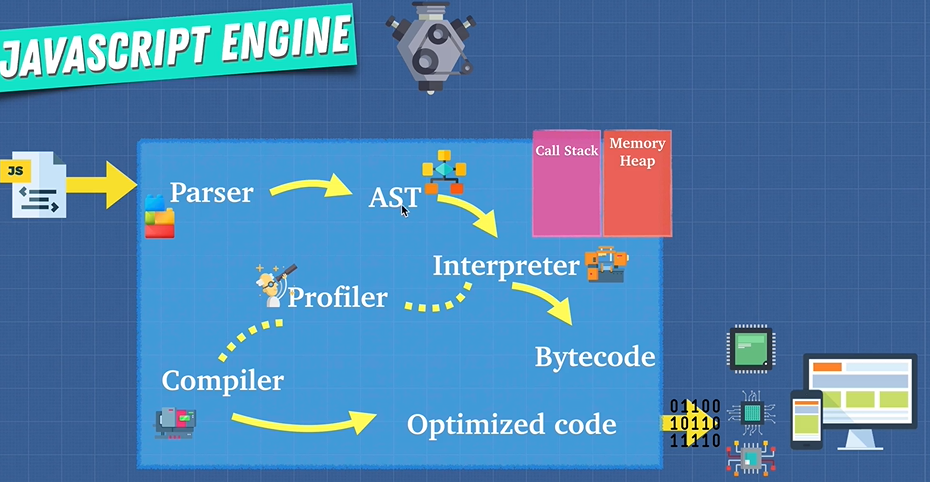 JAVASCRIPT ENGINE
JS
Parser
AST
Call Stack
Memory
Heap
Interpreter
Profiler
Bytecode
Compiler
Optimized code
01100
10110
11110